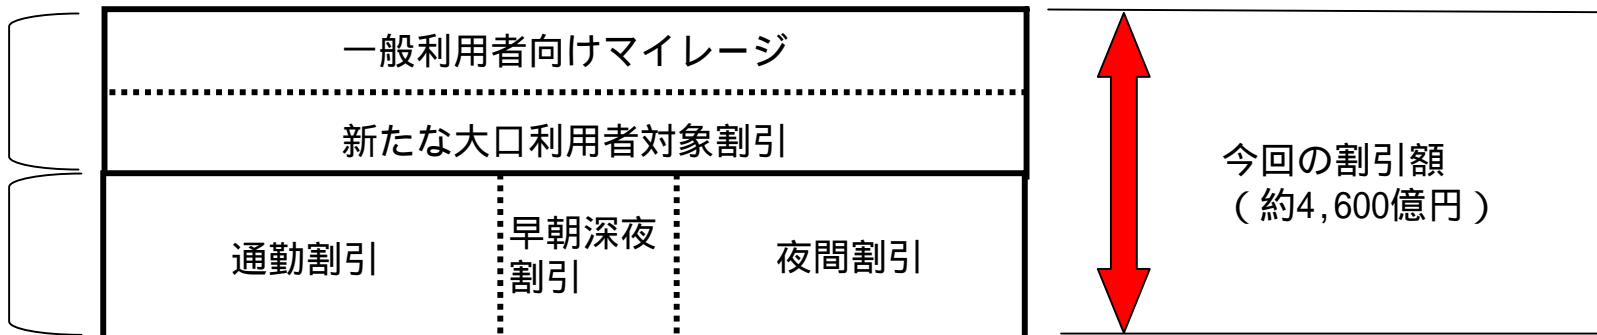 一般利用者向けマイレージ
新たな大口利用者対象割引
通勤割引
早朝深夜
割引
夜間割引
今回の割引額
(約4,600億円)